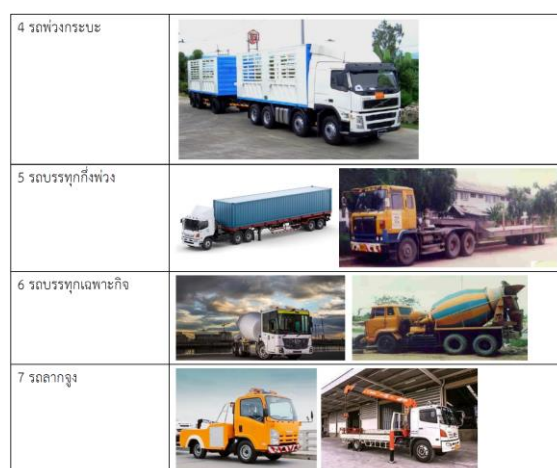 4 รถพ่วงกระบะ
5 รถบรรทุกกึ่งพ่วง
6 รถบรรทุกเฉพาะกิจ
7 รถลากจูง